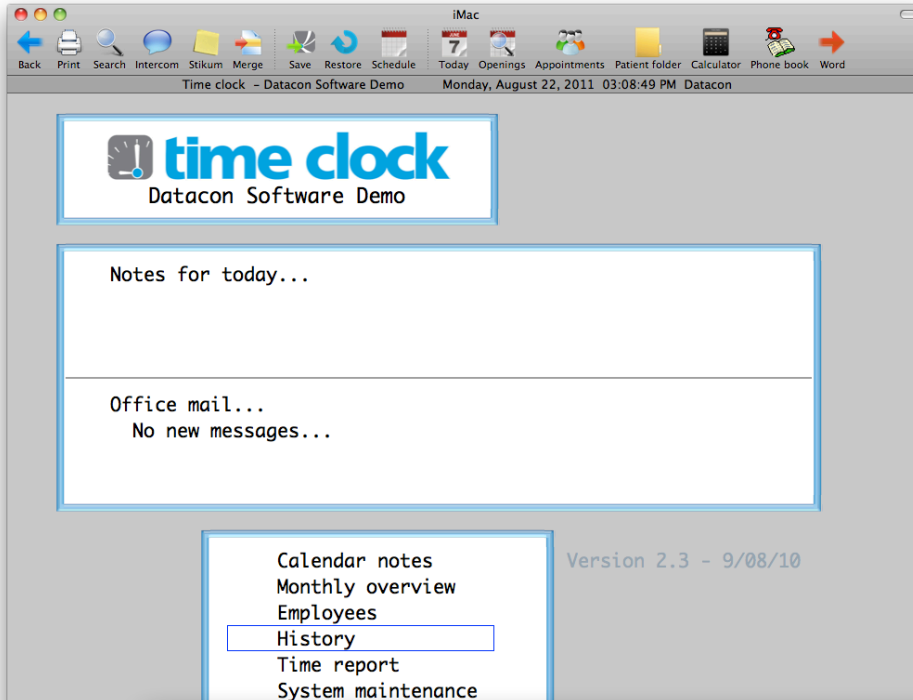 iMac
Back Print Search Intercom Stikum Merge Save Restore Schedule Today Openings Appointments Patient folder Calculator Phone book Word
Time clock – Datacon Software Demo Monday, August 22, 2011 03:08:49 PM Datacon
time clock
Datacon Software Demo
Notes for today...
Office mail...
No new messages...
Calendar notes
Version 2.3 - 9/08/10
Monthly overview
Employees
History
Time report
System maintenance